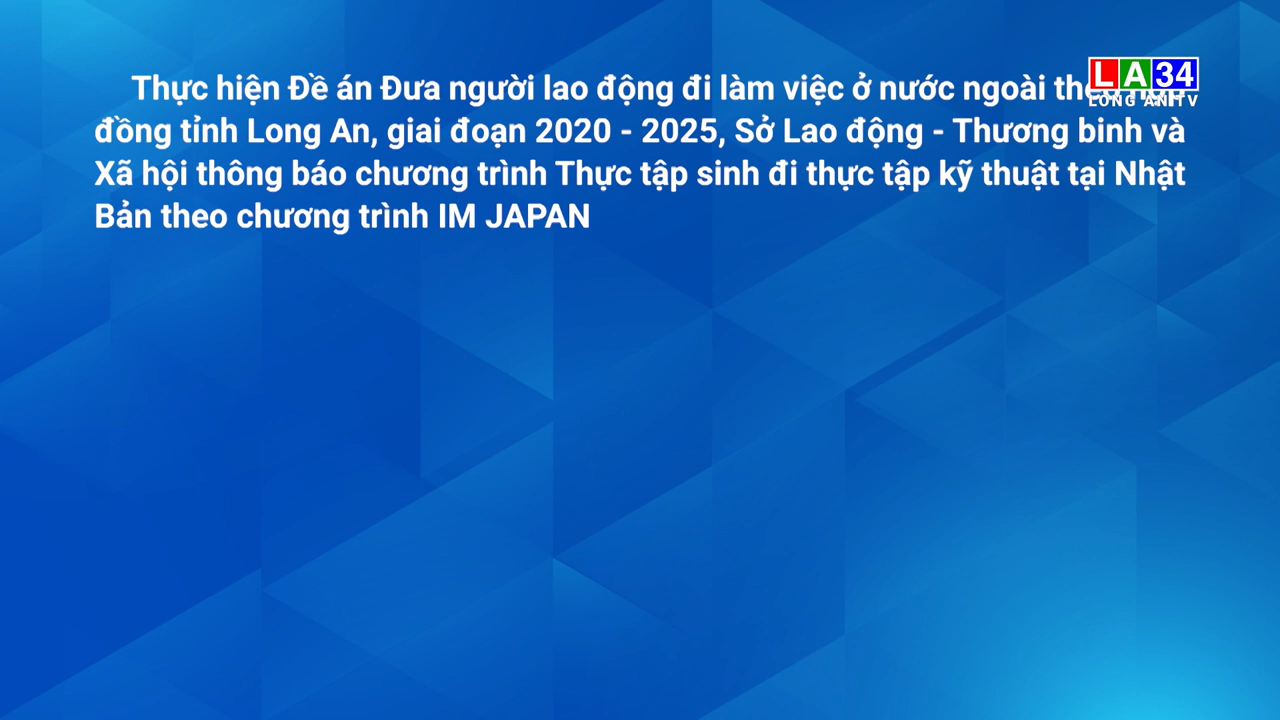 Thực hiện Đề án Đưa người lao động đi làm việc ở nước ngoài theo
đồng tỉnh Long An, giai đoạn 2020 - 2025, Sở Lao động - Thương binh và
Xã hội thông báo chương trình Thực tập sinh đi thực tập kỹ thuật tại Nhật
Bản theo chương trình IM JAPAN
LA34
LONG AN TV